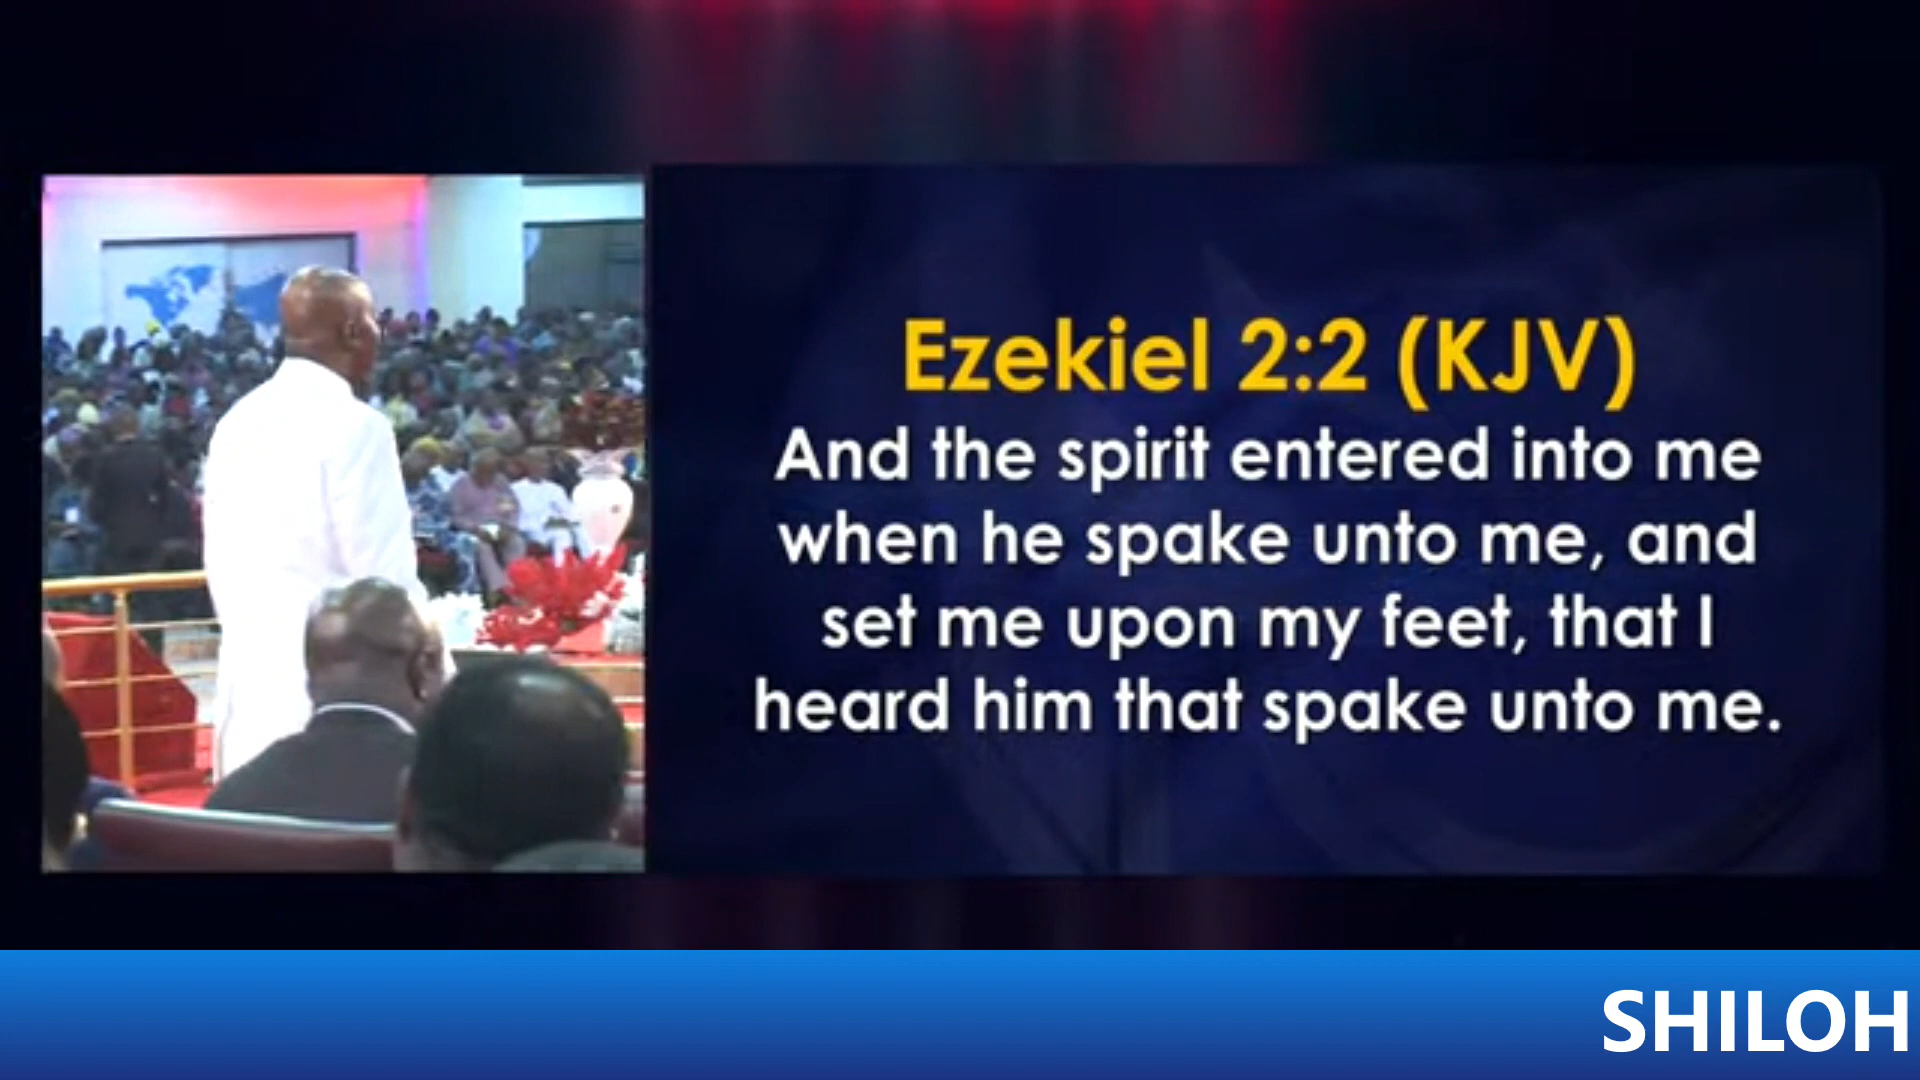 Ezekiel 2:2 (KJV)
And the spirit entered into me
when he spake unto me, and
set me upon my feet, that I
heard him that spake unto me.
SHILOH